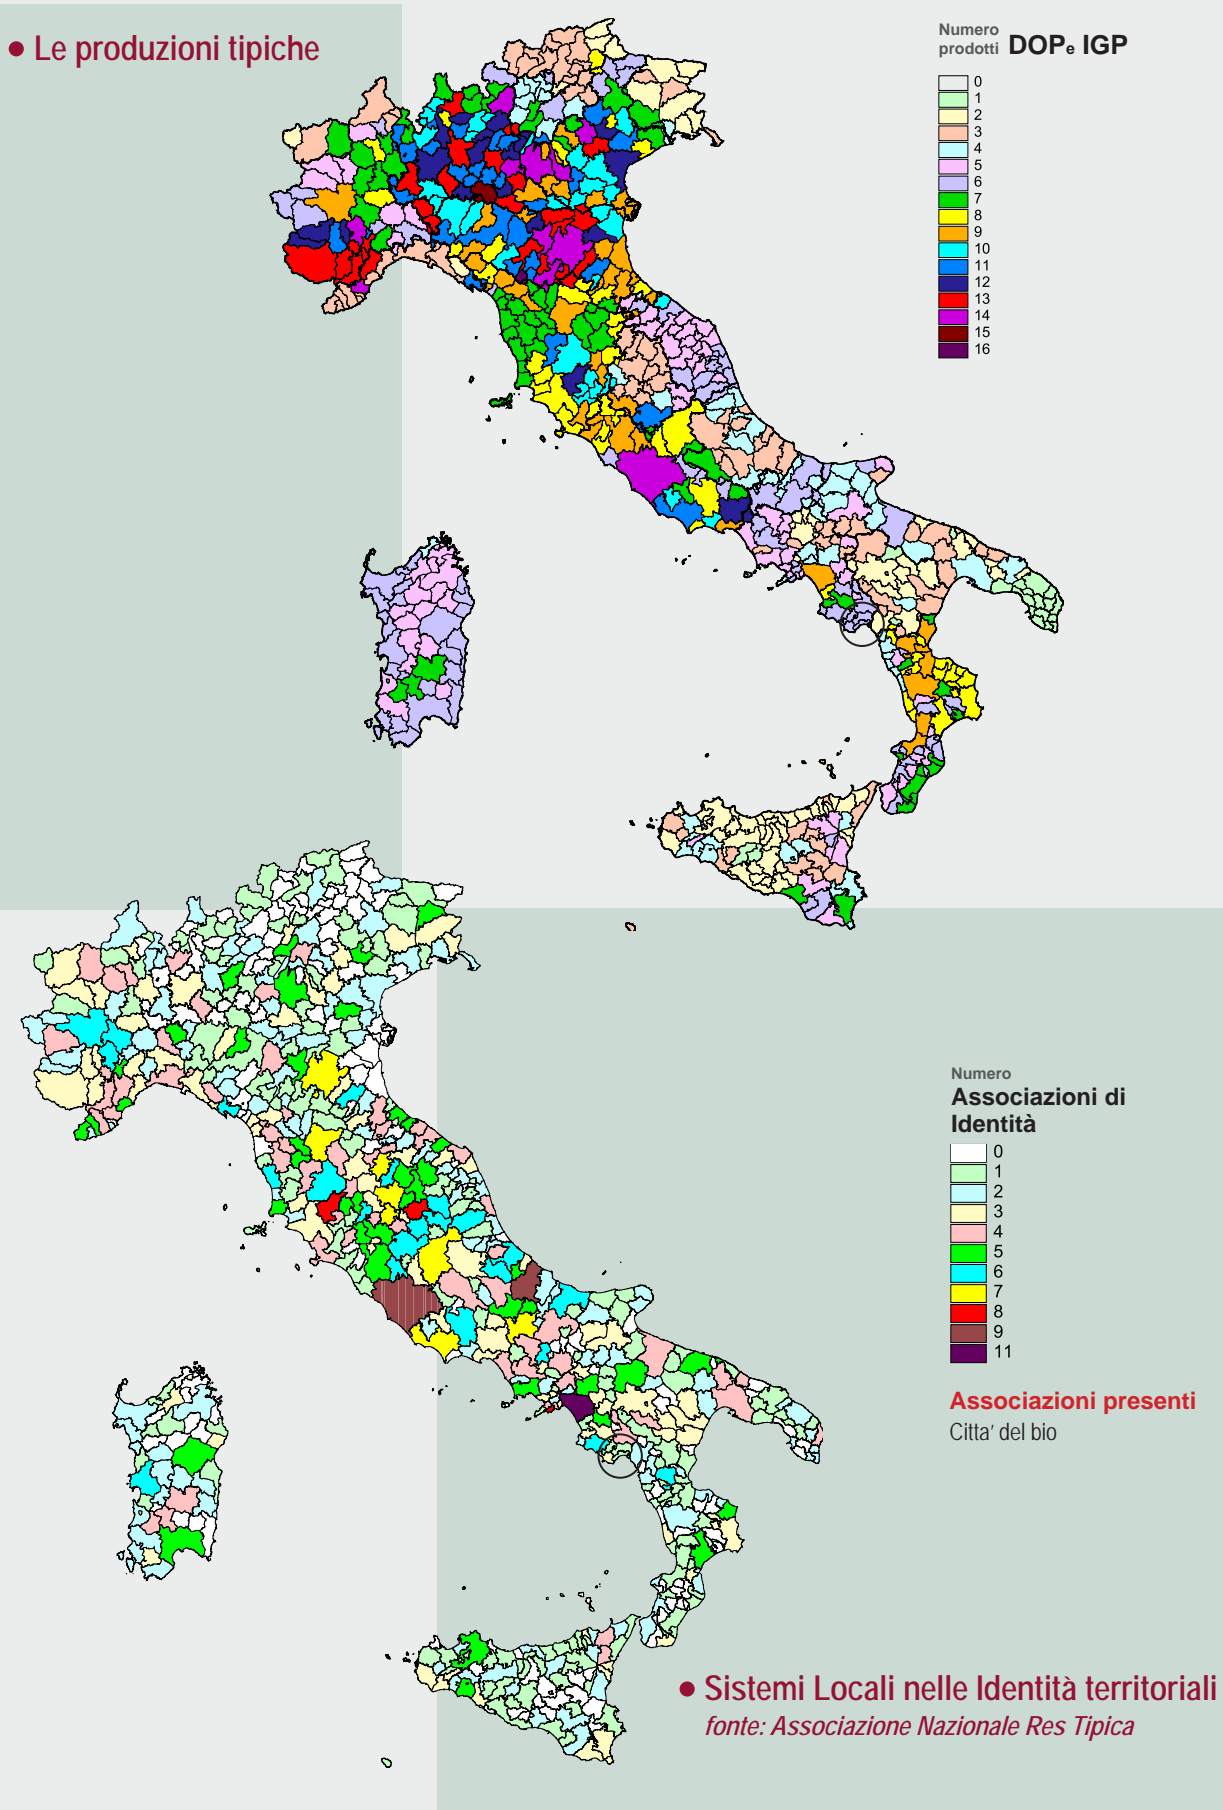 • Le produzioni tipiche
Numero
prodotti DOPe IGP
0
1
2
3
4
5
6
7
8
9
10
11
12
13
14
15
16
Numero
Associazioni di
Identità
0
1
2
3
4
5
6
7
8
9
11
Associazioni presenti
Citta' del bio
• Sistemi Locali nelle Identità territoriali
fonte: Associazione Nazionale Res Tipica